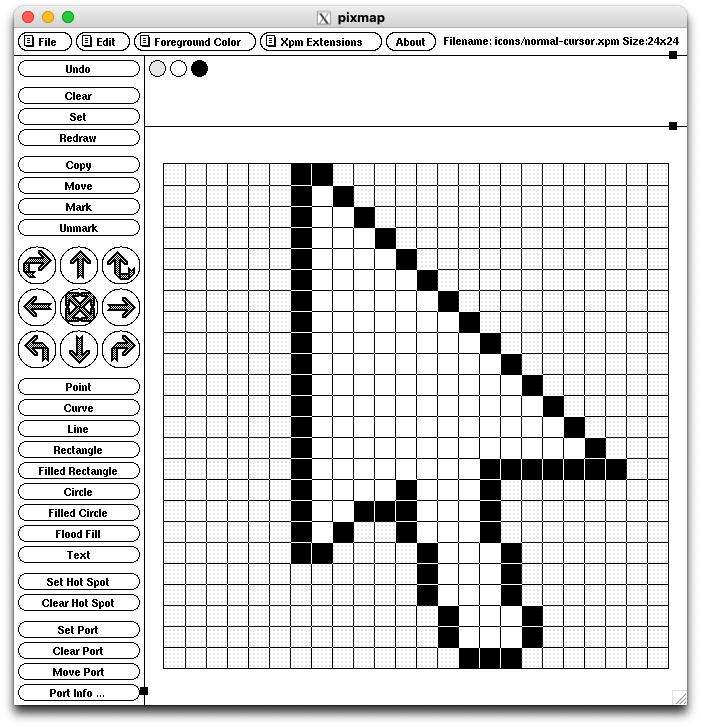 pixmap
File Edit Foreground Color Xpm Extensions About Filename: icons/normal-cursor.xpm Size:24x24
Undo
Clear
Set
Redraw
Copy
Move
Mark
Unmark
Point
Curve
Line
Rectangle
Filled Rectangle
Circle
Filled Circle
Flood Fill
Text
Set Hot Spot
Clear Hot Spot
Set Port
Clear Port
Move Port
Port Info ...